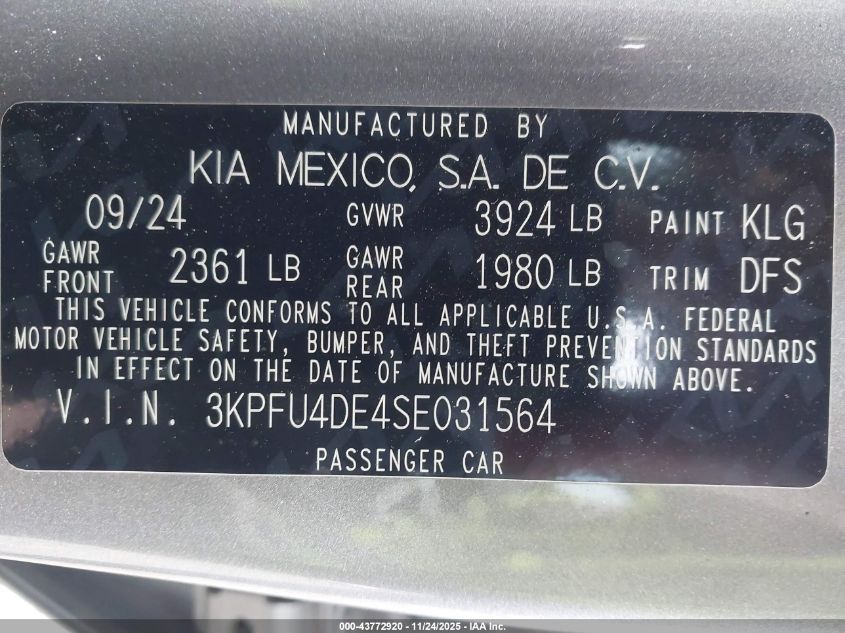 MANUFACTURED BY
KIA MEXICO, S.A. DE C.V.
09/24 GVWR 3924 LB PAINT KLG
GAWR FRONT 2361 LB GAWR REAR 1980 LB TRIM DFS
THIS VEHICLE CONFORMS TO ALL APPLICABLE U.S.A. FEDERAL
MOTOR VEHICLE SAFETY, BUMPER, AND THEFT PREVENTION STANDARDS
IN EFFECT ON THE DATE OF MANUFACTURE SHOWN ABOVE.
V.I.N. 3KPFU4DE4SE031564
PASSENGER CAR
000-43772920 - 11/24/2025 - IAA Inc.